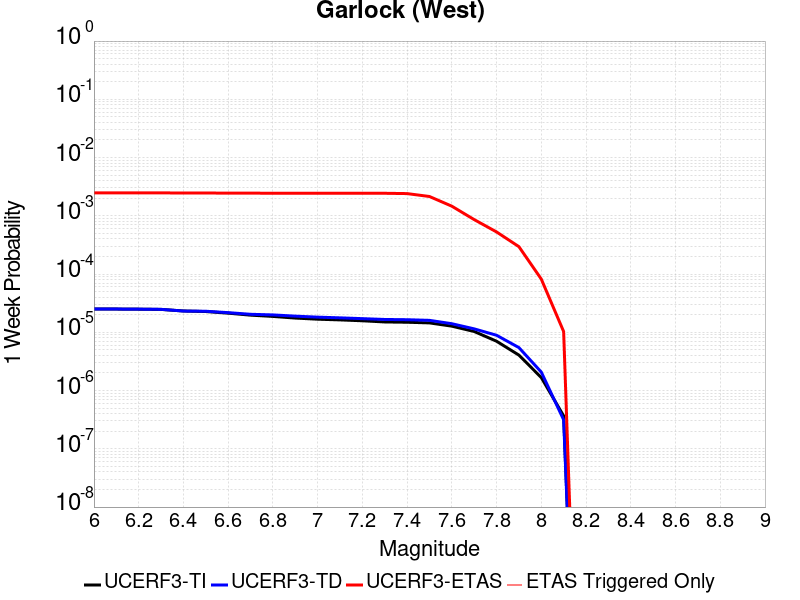 Garlock (West)
10^0
10^-1
10^-2
10^-3
10^-4
10^-5
10^-6
10^-7
10^-8
1 Week Probability
6 6.2 6.4 6.6 6.8 7 7.2 7.4 7.6 7.8 8 8.2 8.4 8.6 8.8 9
Magnitude
UCERF3-TI UCERF3-TD UCERF3-ETAS ETAS Triggered Only